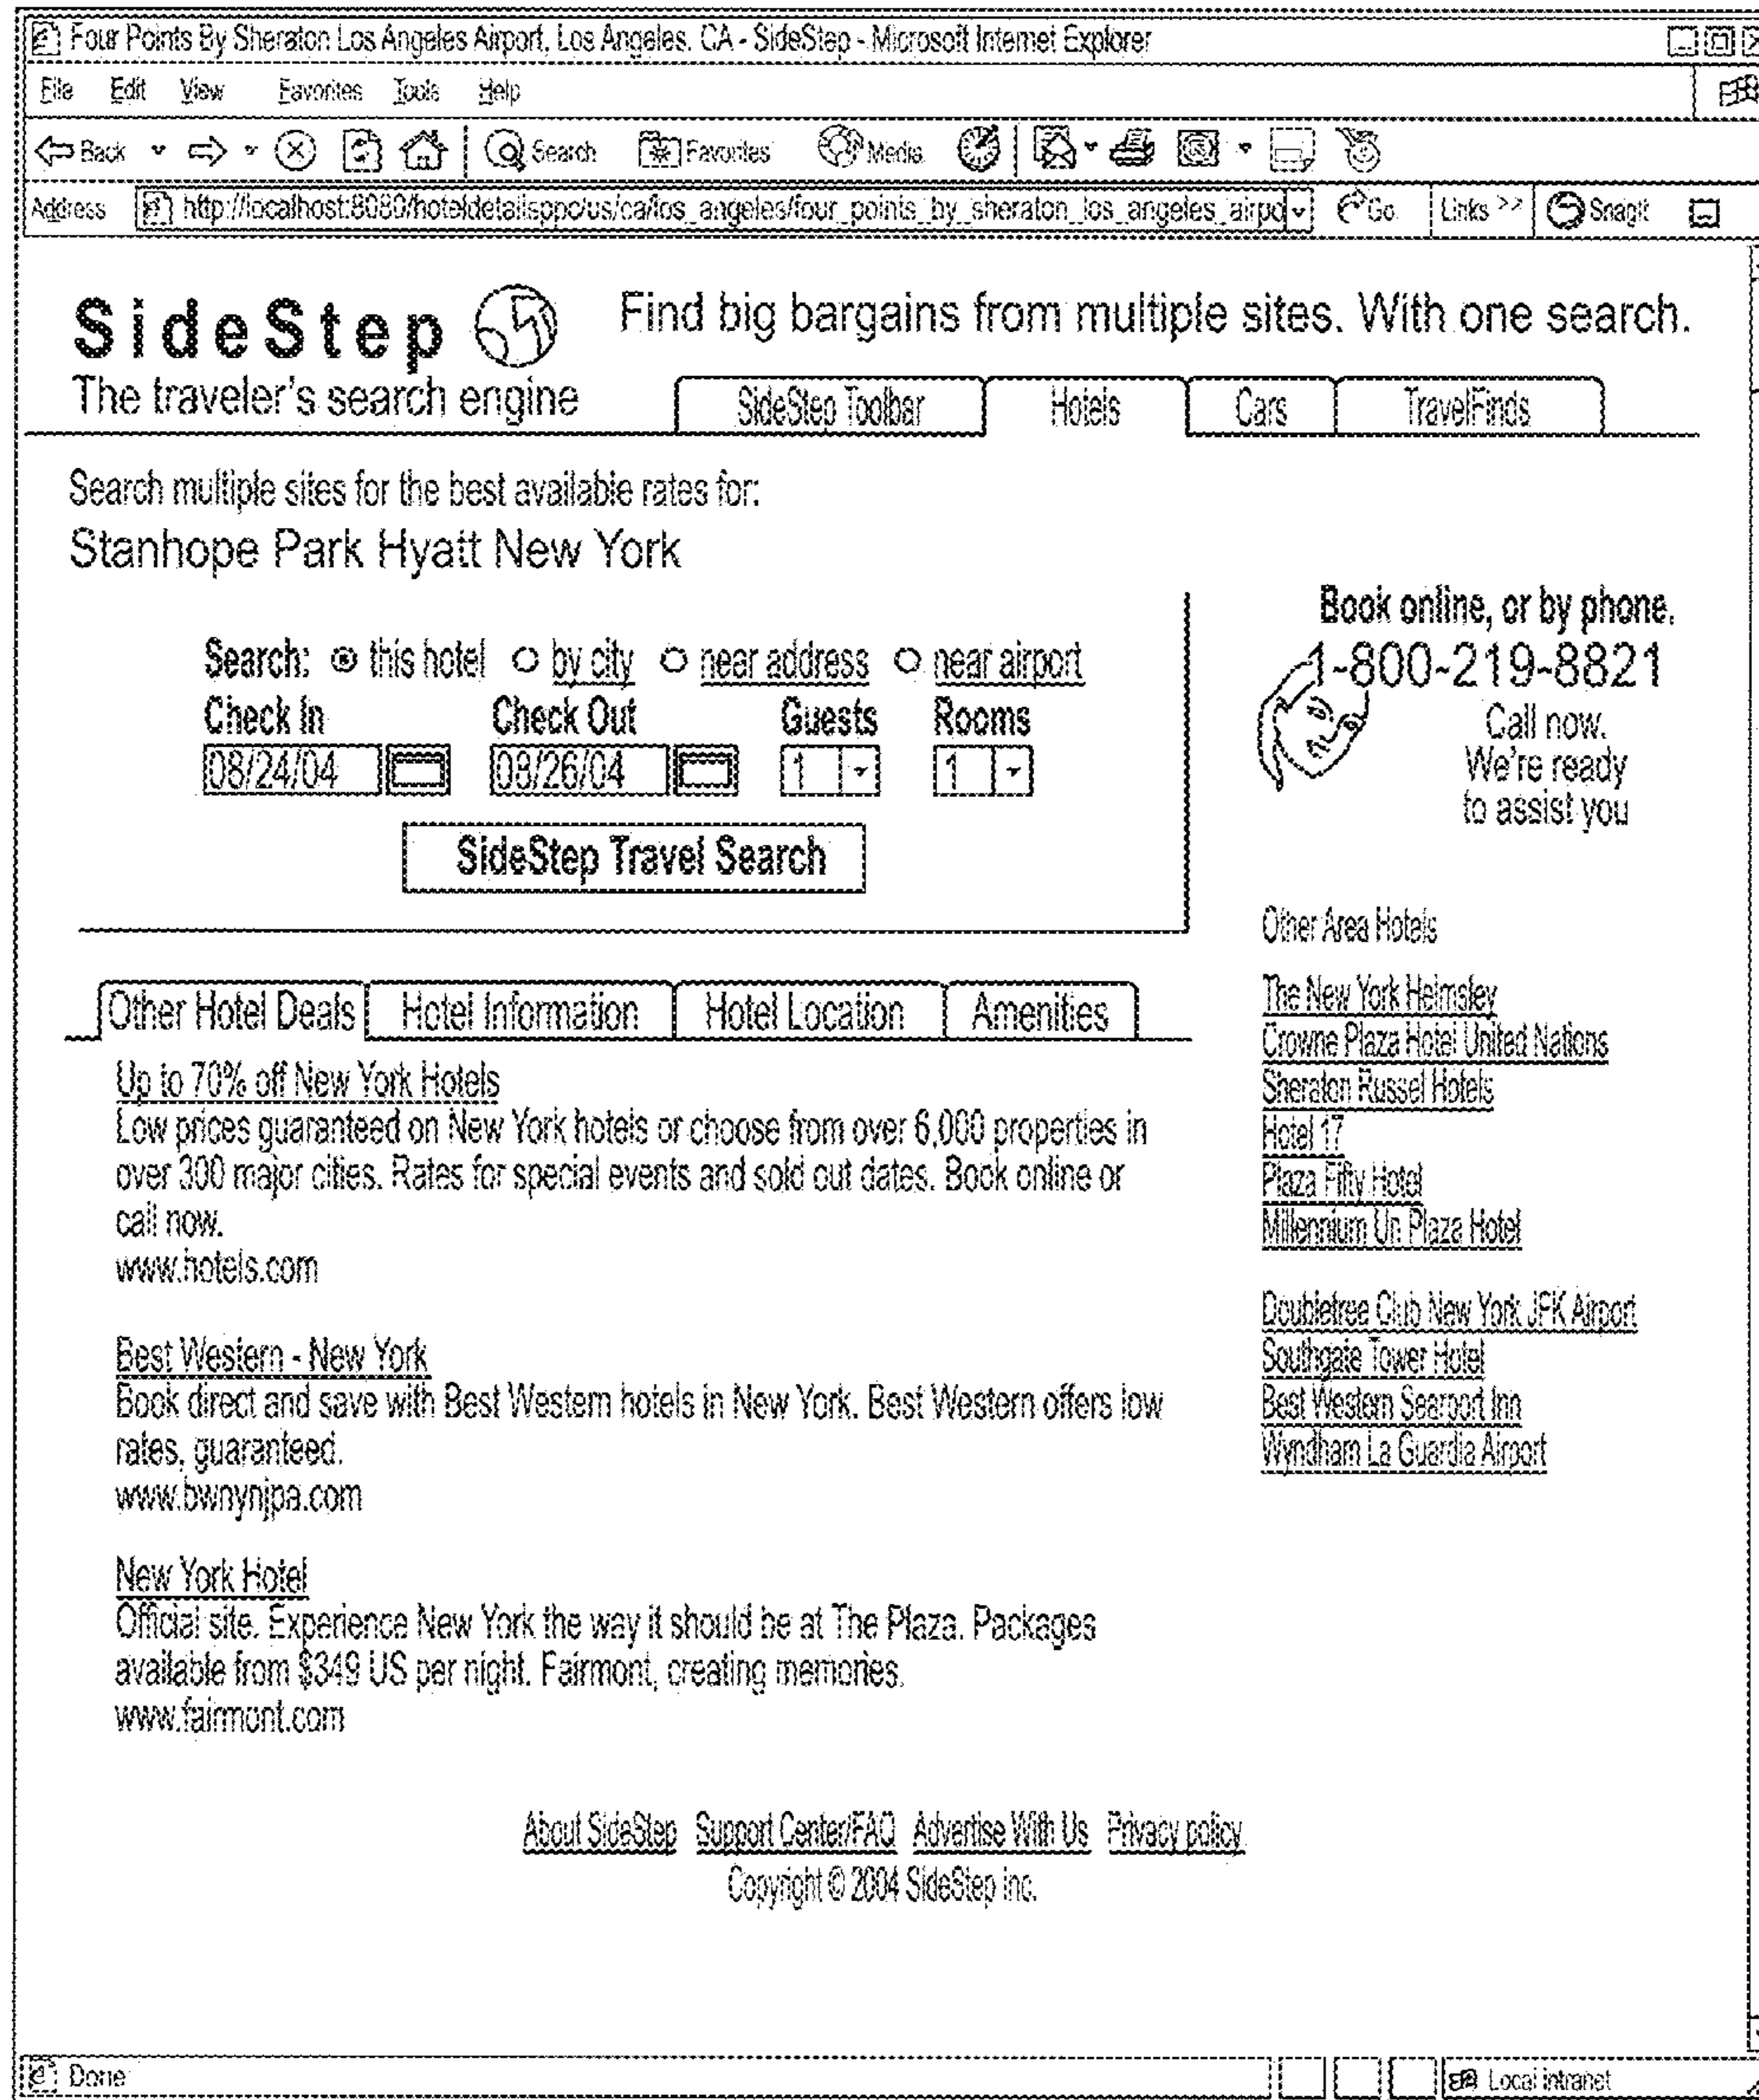 Four Points By Sheraton Los Angeles Airport, Los Angeles. CA - SideStep - Microsoft Internet Explorer
File Edit View Favorites Tools Help
Back Search Favorites Media
Address http://localhost:8080/hoteldetailsppc/us/ca/los_angeles/four_points_by_sheraton_los_angeles_airpo Go Links >> SnagIt
SideStep Find big bargains from multiple sites. With one search.
The traveler's search engine
SideStep Toolbar Hotels Cars TravelFinds
Search multiple sites for the best available rates for:
Stanhope Park Hyatt New York
Search: this hotel by city near address near airport
Check In Check Out Guests Rooms
08/24/04 08/26/04 1 1
SideStep Travel Search
Book online, or by phone.
1-800-219-8821
Call now.
We're ready
to assist you
Other Hotel Deals Hotel Information Hotel Location Amenities
Up to 70% off New York Hotels
Low prices guaranteed on New York hotels or choose from over 6,000 properties in
over 300 major cities. Rates for special events and sold out dates. Book online or
call now.
www.hotels.com
Best Western - New York
Book direct and save with Best Western hotels in New York. Best Western offers low
rates, guaranteed.
www.bwnynjpa.com
New York Hotel
Official site. Experience New York the way it should be at The Plaza. Packages
available from $349 US per night. Fairmont, creating memories.
www.fairmont.com
Other Area Hotels
The New York Helmsley
Crowne Plaza Hotel United Nations
Sheraton Russel Hotels
Hotel 17
Plaza Fifty Hotel
Millennium Un Plaza Hotel
Doubletree Club New York JFK Airport
Southgate Tower Hotel
Best Western Searport Inn
Wyndham La Guardia Airport
About SideStep Support Center/FAQ Advertise With Us Privacy policy
Copyright © 2004 SideStep inc.
Done Local intranet